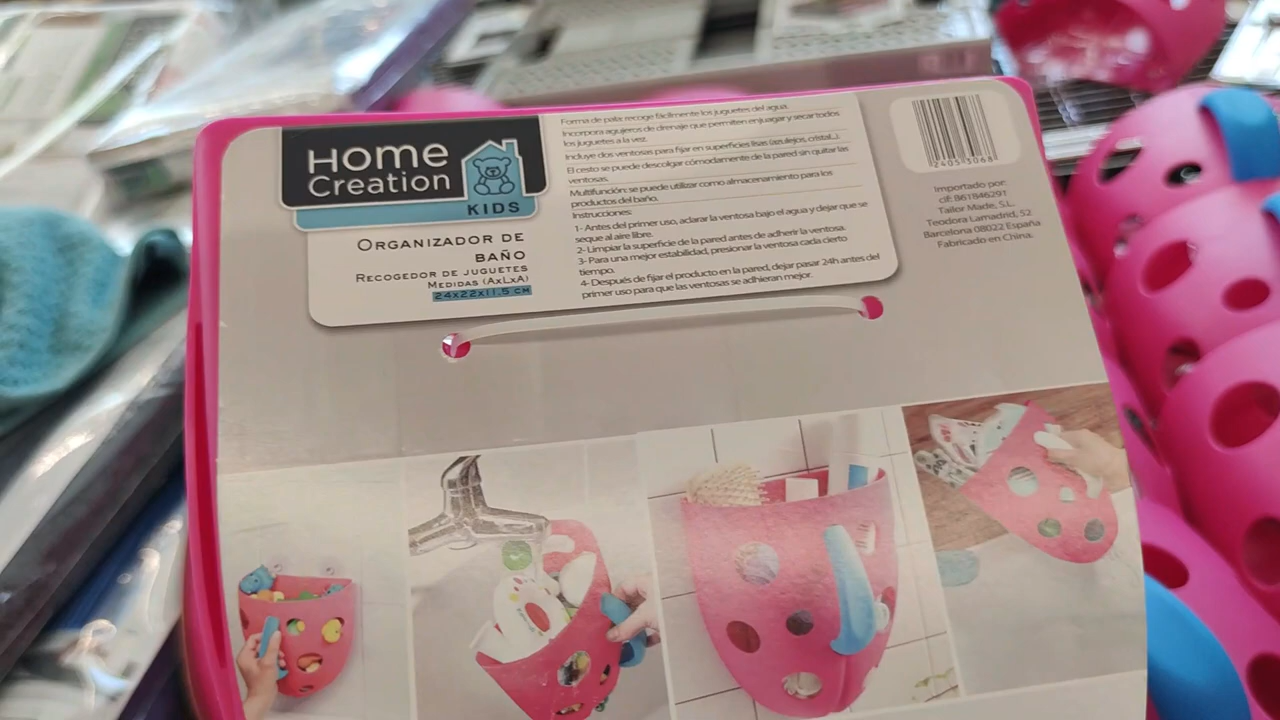 HOME
Creation
KIDS
ORGANIZADOR DE
BAÑO
RECOGEDOR DE JUGUETES
MEDIDAS (AxLxA)
24x22x11.5 CM
Forma de pata: recoge fácilmente los juguetes del agua.
Incorpora agujeros de drenaje que permiten enjuagar y secar todos
los juguetes a la vez.
Incluye dos ventosas para fijar en superficies lisas (azulejos, cristal...).
El cesto se puede descolgar cómodamente de la pared sin quitar las
ventosas.
Multifunción: se puede utilizar como almacenamiento para los
productos del baño.
Instrucciones:
1- Antes del primer uso, aclarar la ventosa bajo el agua y dejar que se
seque al aire libre.
2- Limpiar la superficie de la pared antes de adherir la ventosa.
3- Para una mejor estabilidad, presionar la ventosa cada cierto
tiempo.
4- Después de fijar el producto en la pared, dejar pasar 24h antes del
primer uso para que las ventosas se adhieran mejor.
2405 3068
Importado por:
cif: B61846291
Tailor Made, S.L.
Teodora Lamadrid, 52
Barcelona 08022 España
Fabricado en China.